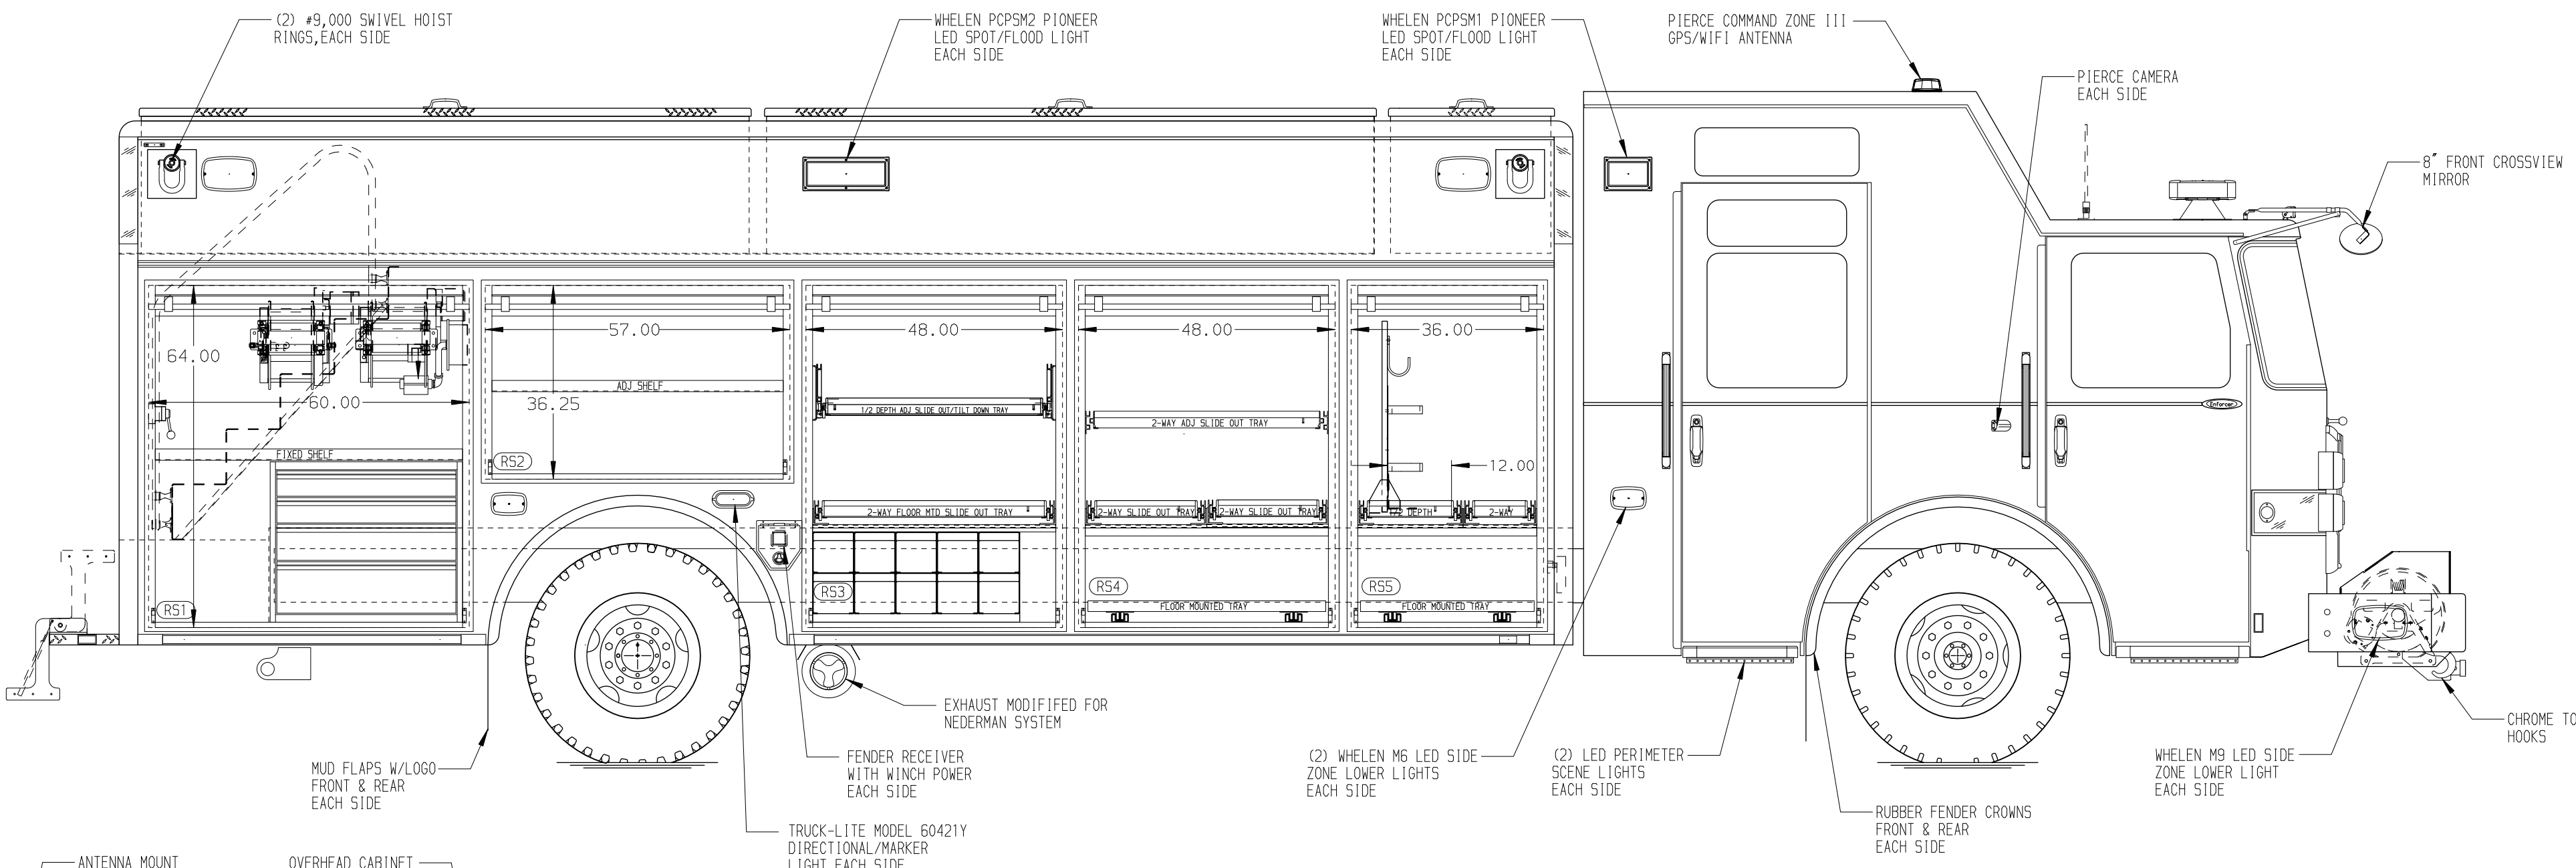 (2) #9,000 SWIVEL HOIST
RINGS,EACH SIDE
WHELEN PCPSM2 PIONEER
LED SPOT/FLOOD LIGHT
EACH SIDE
WHELEN PCPSM1 PIONEER
LED SPOT/FLOOD LIGHT
EACH SIDE
PIERCE COMMAND ZONE III
GPS/WIFI ANTENNA
PIERCE CAMERA
EACH SIDE
8" FRONT CROSSVIEW
MIRROR
64.00
60.00
FIXED SHELF
RS1
57.00
ADJ SHELF
36.25
RS2
48.00
1/2 DEPTH ADJ SLIDE OUT/TILT DOWN TRAY
2-WAY FLOOR MTD SLIDE OUT TRAY
RS3
48.00
2-WAY ADJ SLIDE OUT TRAY
2-WAY SLIDE OUT TRAY
2-WAY SLIDE OUT TRAY
RS4
FLOOR MOUNTED TRAY
36.00
12.00
1/2 DEPTH
2-WAY
RS5
FLOOR MOUNTED TRAY
Enforcer
EXHAUST MODIFIFED FOR
NEDERMAN SYSTEM
CHROME TO
HOOKS
MUD FLAPS W/LOGO
FRONT & REAR
EACH SIDE
FENDER RECEIVER
WITH WINCH POWER
EACH SIDE
(2) WHELEN M6 LED SIDE
ZONE LOWER LIGHTS
EACH SIDE
(2) LED PERIMETER
SCENE LIGHTS
EACH SIDE
WHELEN M9 LED SIDE
ZONE LOWER LIGHT
EACH SIDE
RUBBER FENDER CROWNS
FRONT & REAR
EACH SIDE
TRUCK-LITE MODEL 60421Y
DIRECTIONAL/MARKER
LIGHT EACH SIDE
ANTENNA MOUNT
OVERHEAD CABINET